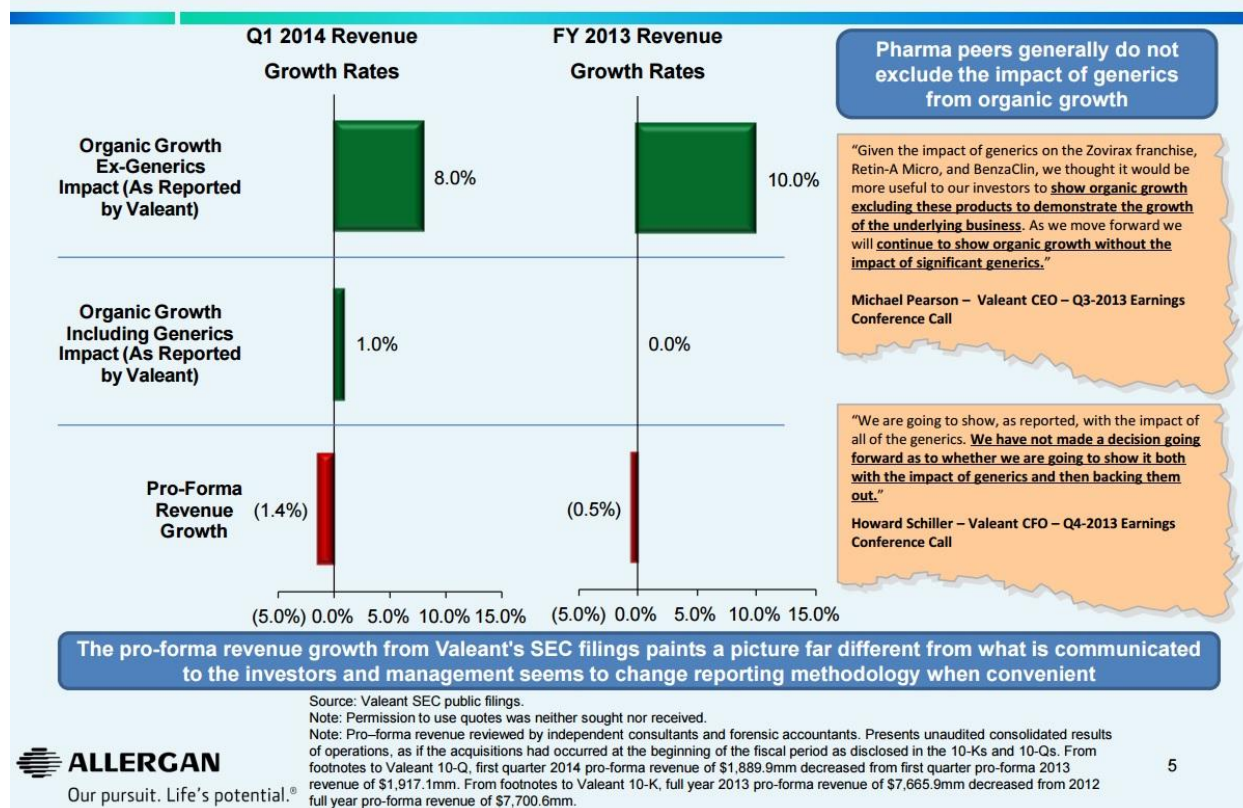 Q1 2014 Revenue
Growth Rates
FY 2013 Revenue
Growth Rates
Organic Growth
Ex-Generics
Impact (As Reported
by Valeant)
8.0%
10.0%
Organic Growth
Including Generics
Impact (As Reported
by Valeant)
1.0%
0.0%
Pro-Forma
Revenue
Growth
(1.4%)
(0.5%)
(5.0%) 0.0% 5.0% 10.0% 15.0%
(5.0%) 0.0% 5.0% 10.0% 15.0%
Pharma peers generally do not
exclude the impact of generics
from organic growth
“Given the impact of generics on the Zovirax franchise,
Retin-A Micro, and BenzaClin, we thought it would be
more useful to our investors to show organic growth
excluding these products to demonstrate the growth
of the underlying business. As we move forward we
will continue to show organic growth without the
impact of significant generics.”
Michael Pearson – Valeant CEO – Q3-2013 Earnings
Conference Call
“We are going to show, as reported, with the impact of
all of the generics. We have not made a decision going
forward as to whether we are going to show it both
with the impact of generics and then backing them
out.”
Howard Schiller – Valeant CFO – Q4-2013 Earnings
Conference Call
The pro-forma revenue growth from Valeant's SEC filings paints a picture far different from what is communicated
to the investors and management seems to change reporting methodology when convenient
Source: Valeant SEC public filings.
Note: Permission to use quotes was neither sought nor received.
Note: Pro–forma revenue reviewed by independent consultants and forensic accountants. Presents unaudited consolidated results
of operations, as if the acquisitions had occurred at the beginning of the fiscal period as disclosed in the 10-Ks and 10-Qs. From
footnotes to Valeant 10-Q, first quarter 2014 pro-forma revenue of $1,889.9mm decreased from first quarter pro-forma 2013
revenue of $1,917.1mm. From footnotes to Valeant 10-K, full year 2013 pro-forma revenue of $7,665.9mm decreased from 2012
full year pro-forma revenue of $7,700.6mm.
ALLERGAN
Our pursuit. Life's potential.®
5